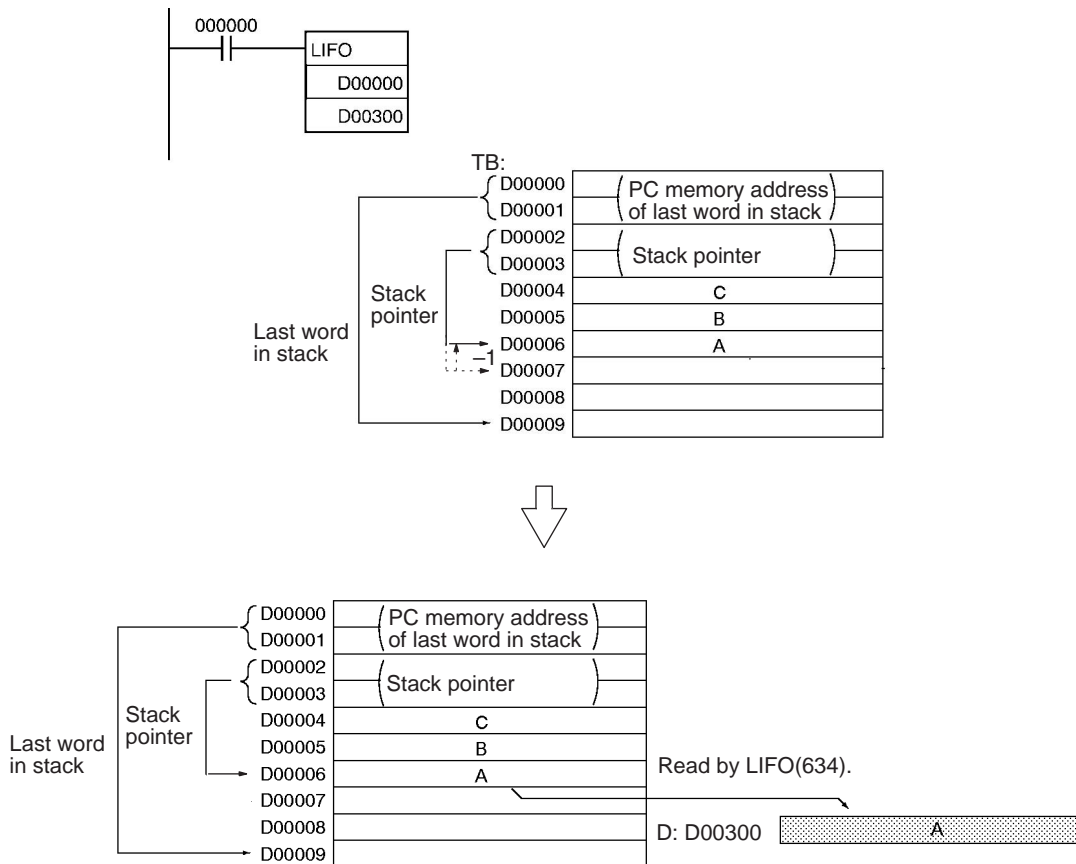 000000
LIFO
D00000
D00300
TB:
D00000
D00001
PC memory address
of last word in stack
D00002
D00003
Stack pointer
D00004
C
D00005
B
D00006
A
D00007
D00008
D00009
Stack
pointer
Last word
in stack
–1
D00000
D00001
PC memory address
of last word in stack
D00002
D00003
Stack pointer
D00004
C
D00005
B
D00006
A
D00007
D00008
D00009
Stack
pointer
Last word
in stack
Read by LIFO(634).
D: D00300
A